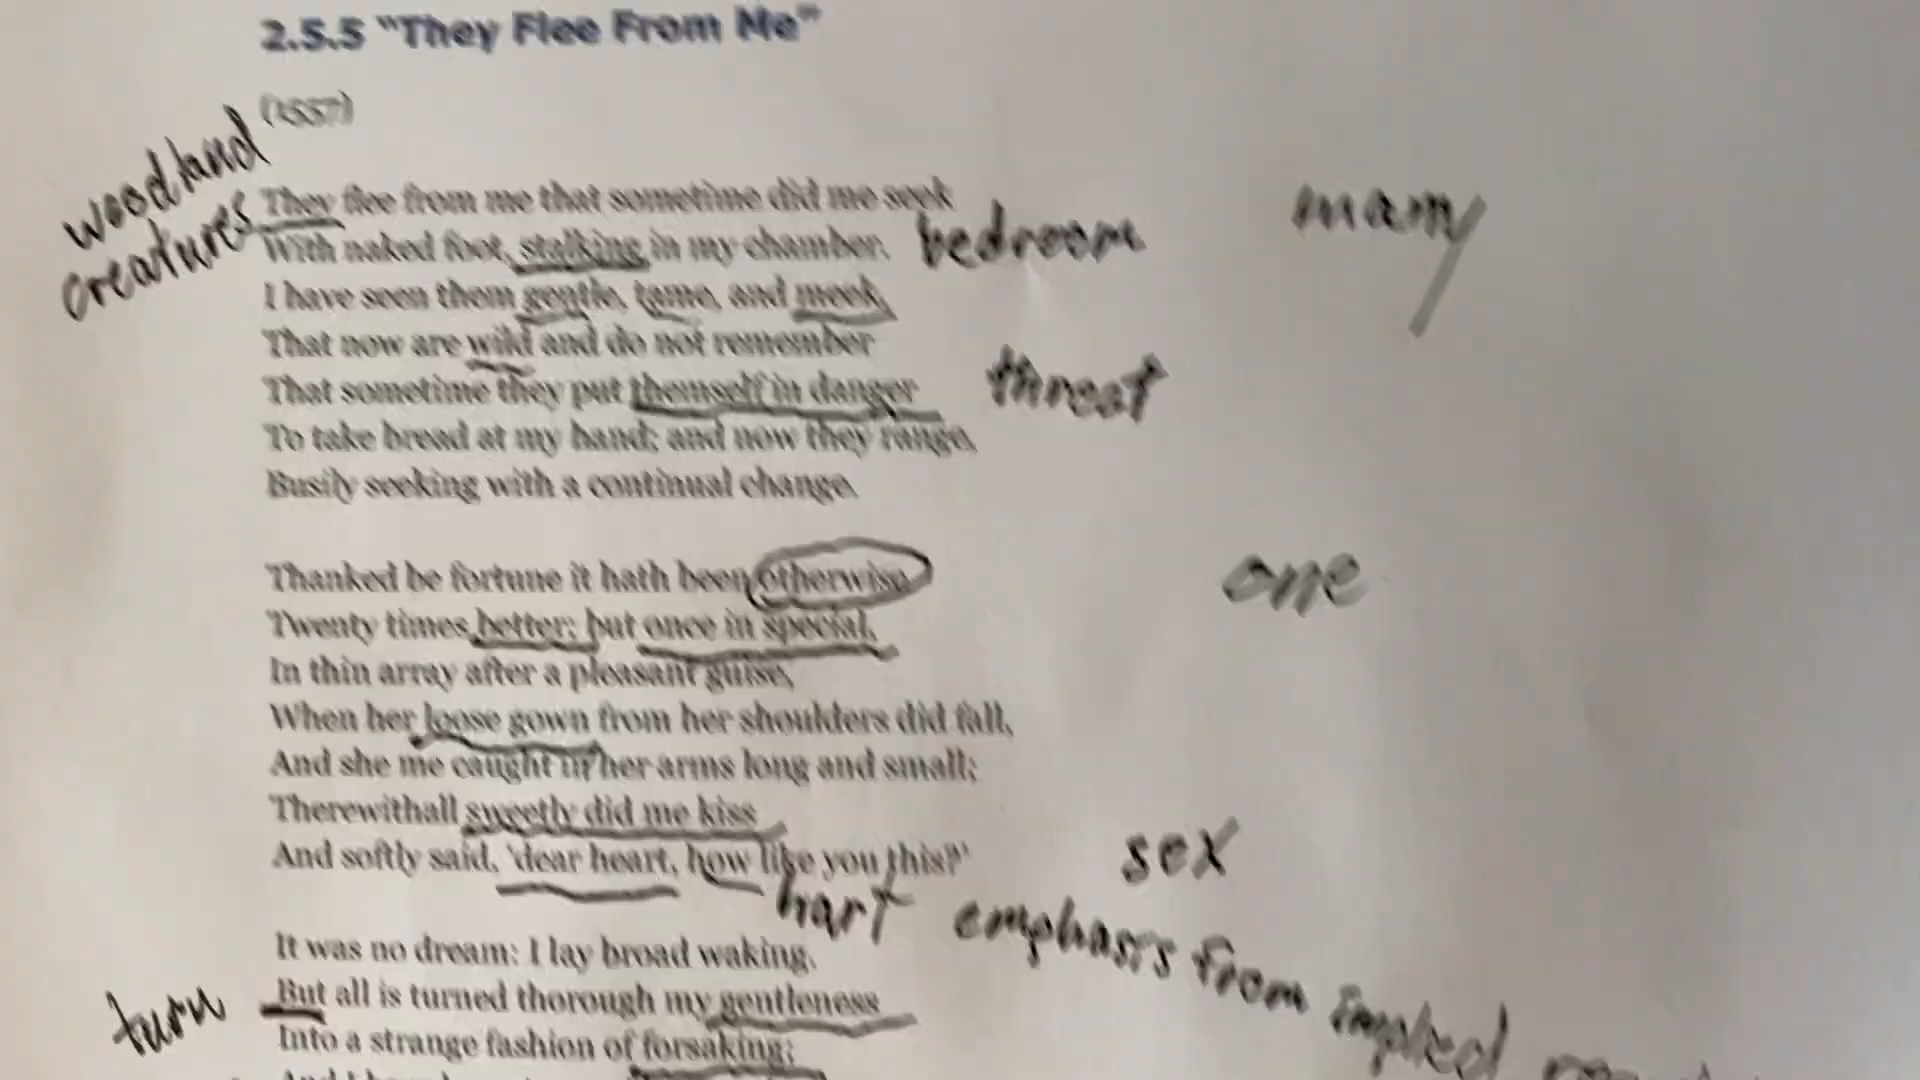 2.5.5 "They Flee From Me"
(1557)
woodland
creatures
They flee from me that sometime did me seek
With naked foot, stalking in my chamber.
bedroom
many
I have seen them gentle, tame, and meek,
That now are wild and do not remember
That sometime they put themself in danger
threat
To take bread at my hand; and now they range,
Busily seeking with a continual change.
Thanked be fortune it hath been otherwise
one
Twenty times better; but once in special,
In thin array after a pleasant guise,
When her loose gown from her shoulders did fall,
And she me caught in her arms long and small;
Therewithall sweetly did me kiss
And softly said, 'dear heart, how like you this?'
sex
hart
emphasis from implied
It was no dream: I lay broad waking.
turn
But all is turned thorough my gentleness
Into a strange fashion of forsaking;